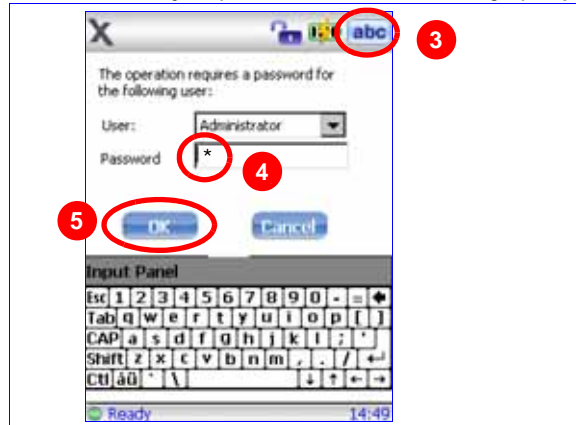 X abc
3
The operation requires a password for
the following user:
User: Administrator
Password *
4
5
OK Cancel
Input Panel
Esc 1 2 3 4 5 6 7 8 9 0 - =
Tab q w e r t y u i o p [ ]
CAP a s d f g h j k l ; '
Shift z x c v b n m , . /
Ctl áü ` \
Ready 14:49